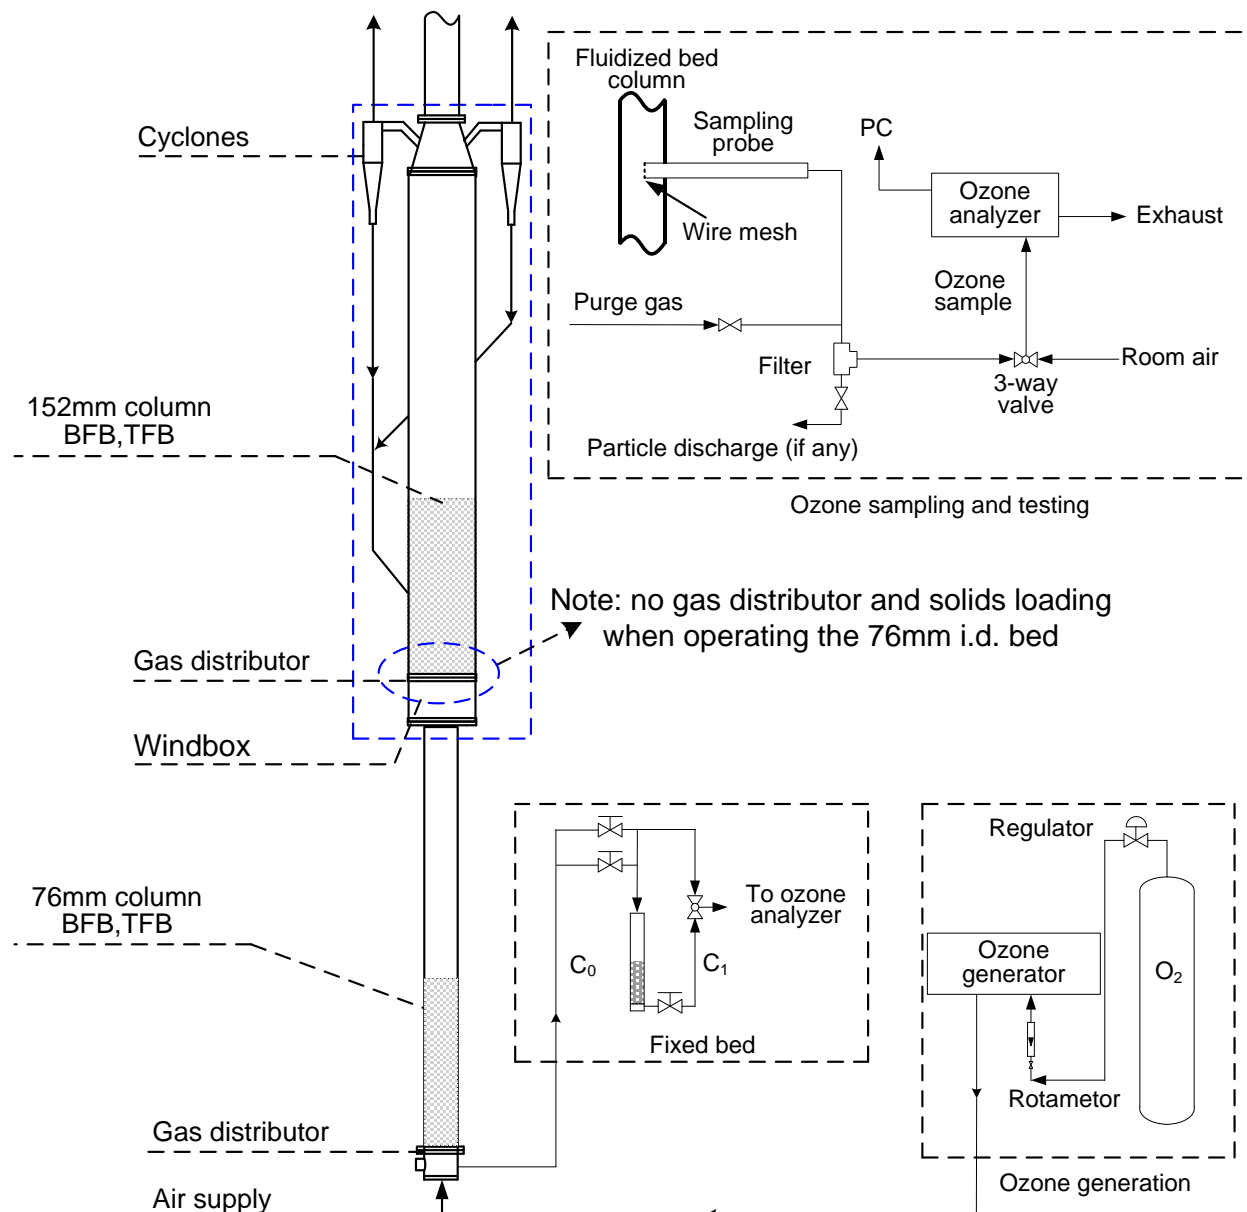 Cyclones
152mm column
BFB,TFB
Gas distributor
Windbox
76mm column
BFB,TFB
Gas distributor
Air supply
Fluidized bed
column
Sampling
probe
Wire mesh
PC
Ozone
analyzer
Exhaust
Ozone
sample
Purge gas
Filter
Room air
3-way
valve
Particle discharge (if any)
Ozone sampling and testing
Note: no gas distributor and solids loading
when operating the 76mm i.d. bed
C₀
C₁
To ozone
analyzer
Fixed bed
Regulator
Ozone
generator
O₂
Rotametor
Ozone generation